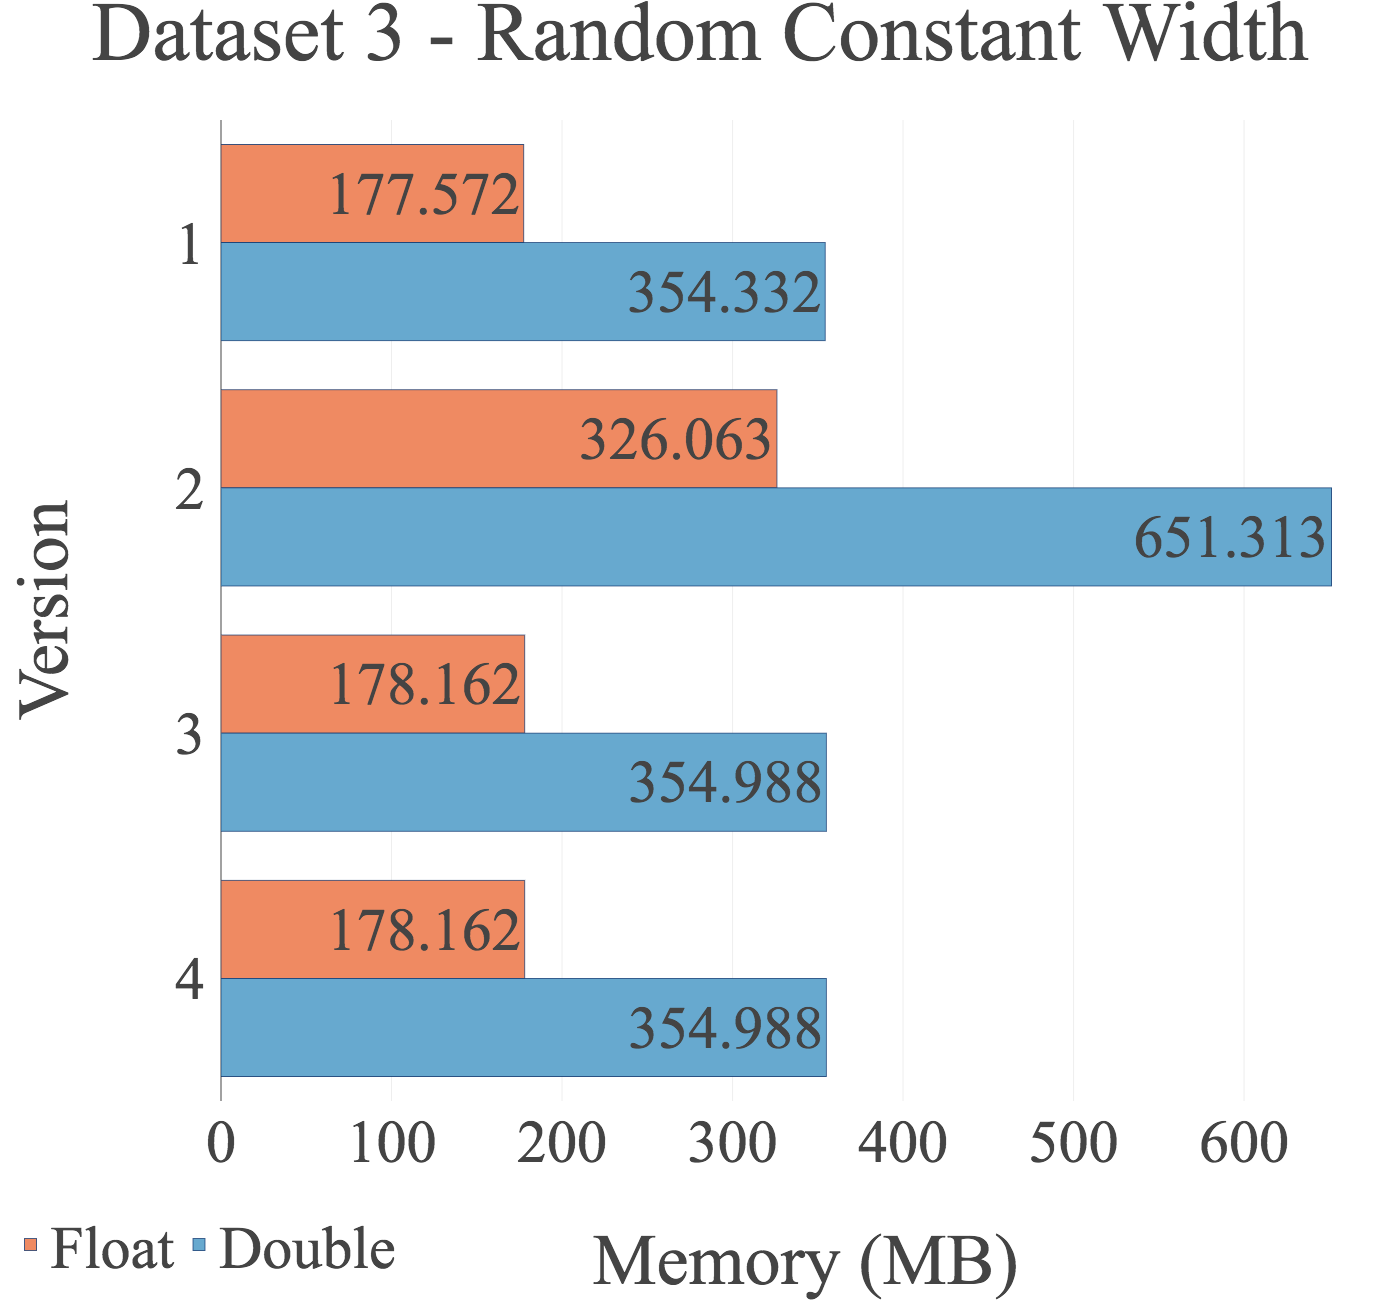 Dataset 3 - Random Constant Width
177.572
1
354.332
326.063
2
651.313
Version
178.162
3
354.988
178.162
4
354.988
0 100 200 300 400 500 600
Float Double
Memory (MB)